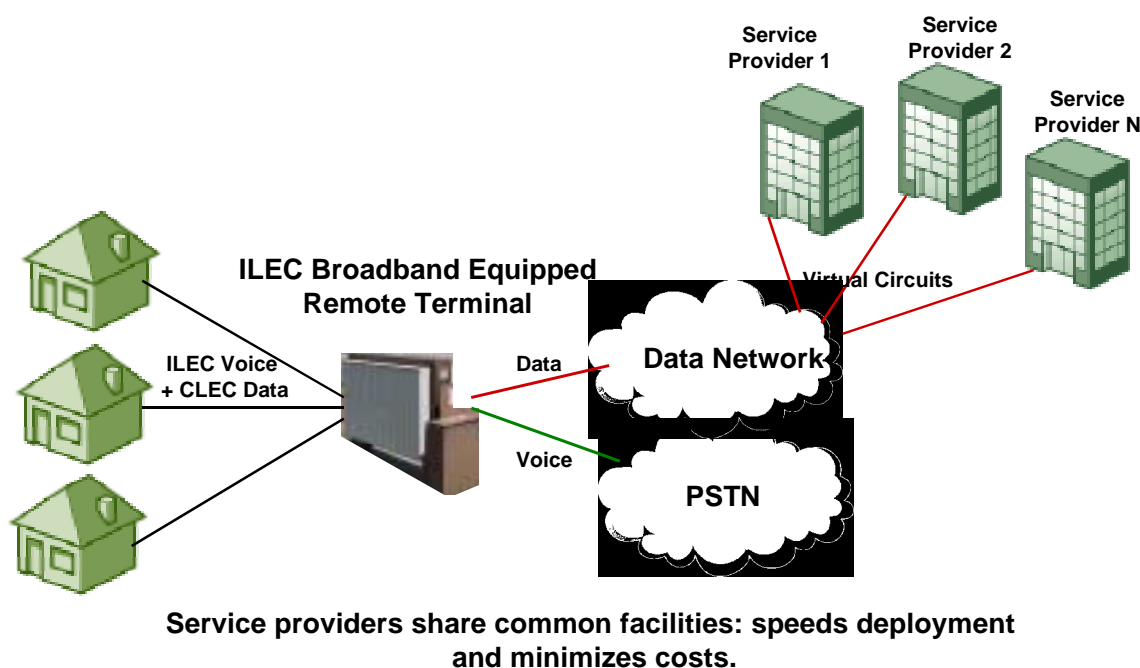 Service
Provider 1
Service
Provider 2
Service
Provider N
ILEC Broadband Equipped
Remote Terminal
Virtual Circuits
ILEC Voice
+ CLEC Data
Data
Data Network
Voice
PSTN
Service providers share common facilities: speeds deployment
and minimizes costs.